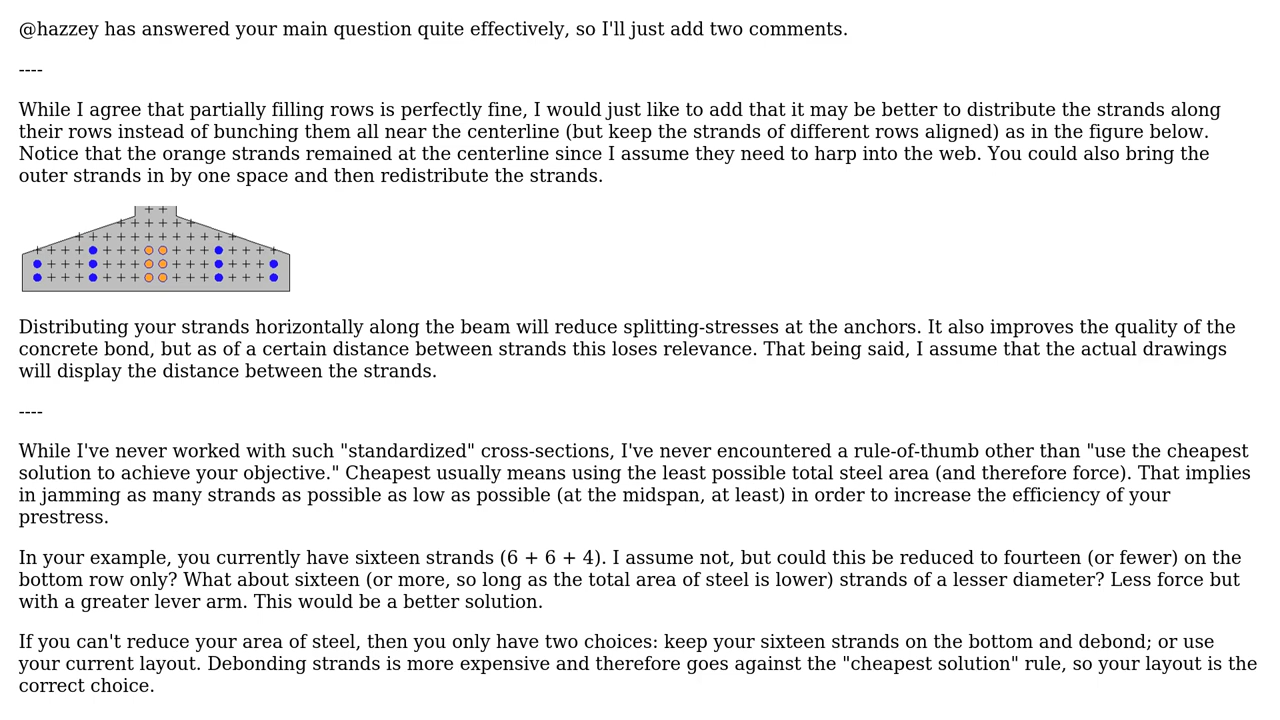 @hazzey has answered your main question quite effectively, so I'll just add two comments.
----
While I agree that partially filling rows is perfectly fine, I would just like to add that it may be better to distribute the strands along
their rows instead of bunching them all near the centerline (but keep the strands of different rows aligned) as in the figure below.
Notice that the orange strands remained at the centerline since I assume they need to harp into the web. You could also bring the
outer strands in by one space and then redistribute the strands.
Distributing your strands horizontally along the beam will reduce splitting-stresses at the anchors. It also improves the quality of the
concrete bond, but as of a certain distance between strands this loses relevance. That being said, I assume that the actual drawings
will display the distance between the strands.
----
While I've never worked with such "standardized" cross-sections, I've never encountered a rule-of-thumb other than "use the cheapest
solution to achieve your objective." Cheapest usually means using the least possible total steel area (and therefore force). That implies
in jamming as many strands as possible as low as possible (at the midspan, at least) in order to increase the efficiency of your
prestress.
In your example, you currently have sixteen strands (6 + 6 + 4). I assume not, but could this be reduced to fourteen (or fewer) on the
bottom row only? What about sixteen (or more, so long as the total area of steel is lower) strands of a lesser diameter? Less force but
with a greater lever arm. This would be a better solution.
If you can't reduce your area of steel, then you only have two choices: keep your sixteen strands on the bottom and debond; or use
your current layout. Debonding strands is more expensive and therefore goes against the "cheapest solution" rule, so your layout is the
correct choice.